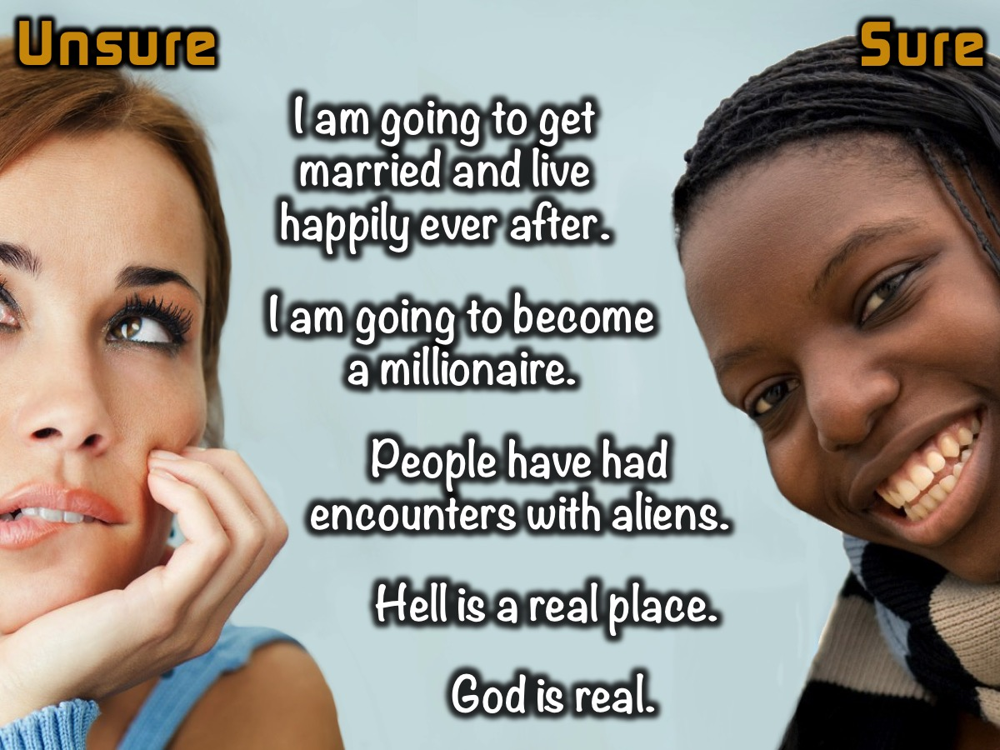 Unsure
Sure
I am going to get
married and live
happily ever after.
I am going to become
a millionaire.
People have had
encounters with aliens.
Hell is a real place.
God is real.